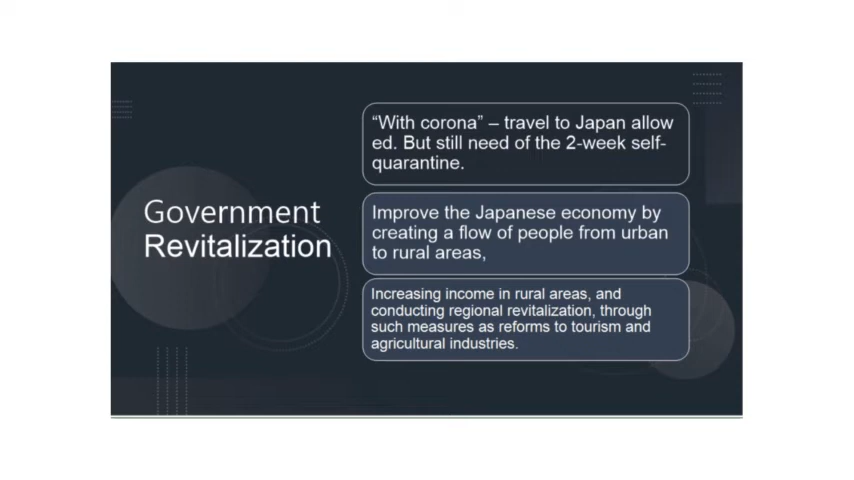 Government
Revitalization
“With corona” – travel to Japan allow
ed. But still need of the 2-week self-
quarantine.
Improve the Japanese economy by
creating a flow of people from urban
to rural areas,
Increasing income in rural areas, and
conducting regional revitalization, through
such measures as reforms to tourism and
agricultural industries.